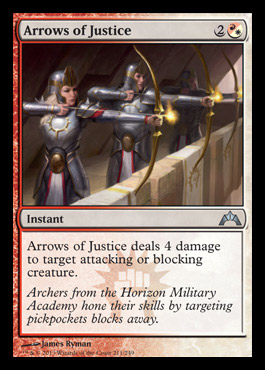 Arrows of Justice 2
Instant
Arrows of Justice deals 4 damage
to target attacking or blocking
creature.
Archers from the Horizon Military
Academy hone their skills by targeting
pickpockets blocks away.
James Ryman